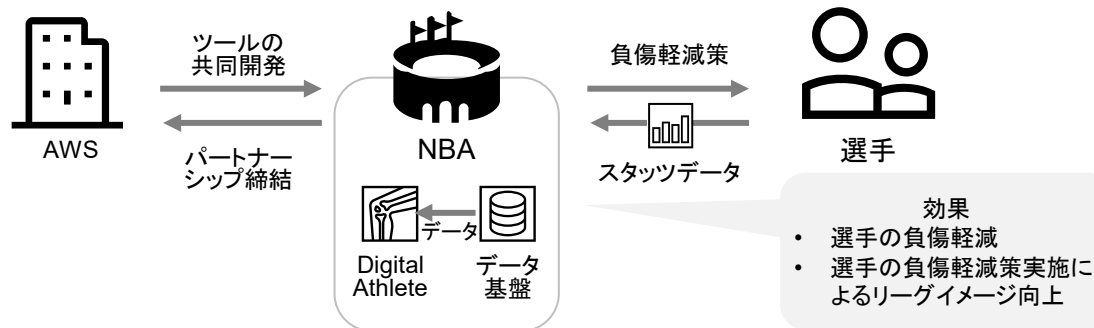 AWS
ツールの
共同開発
パートナー
シップ締結
NBA
データ
Digital
Athlete
データ
基盤
負傷軽減策
スタッツデータ
選手
効果
• 選手の負傷軽減
• 選手の負傷軽減策実施に
よるリーグイメージ向上